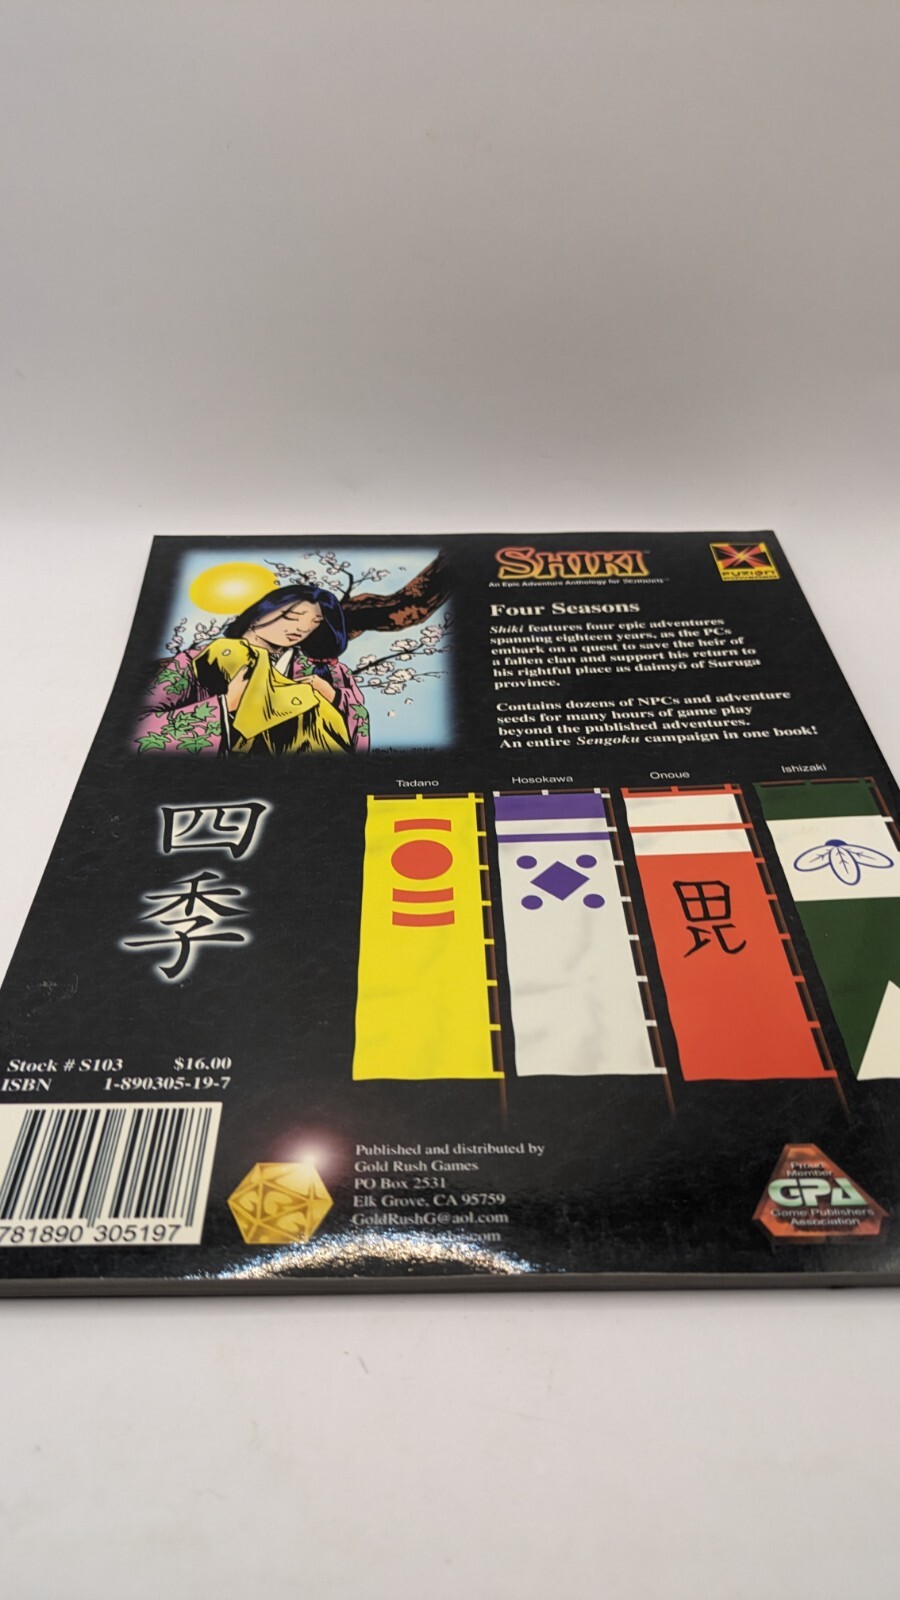 SHIKI™
An Epic Adventure Anthology for SENGOKU™
FUZION
Four Seasons
Shiki features four epic adventures
spanning eighteen years, as the PCs
embark on a quest to save the heir of
a fallen clan and support his return to
his rightful place as daimyō of Suruga
province.
Contains dozens of NPCs and adventure
seeds for many hours of game play
beyond the published adventures.
An entire Sengoku campaign in one book!
Tadano
Hosokawa
Onoue
Ishizaki
毘
四
季
Stock # S103 $16.00
ISBN 1-890305-19-7
781890 305197
Published and distributed by
Gold Rush Games
PO Box 2531
Elk Grove, CA 95759
GoldRushG@aol.com
Proud
Member
GPA
Game Publishers
Association